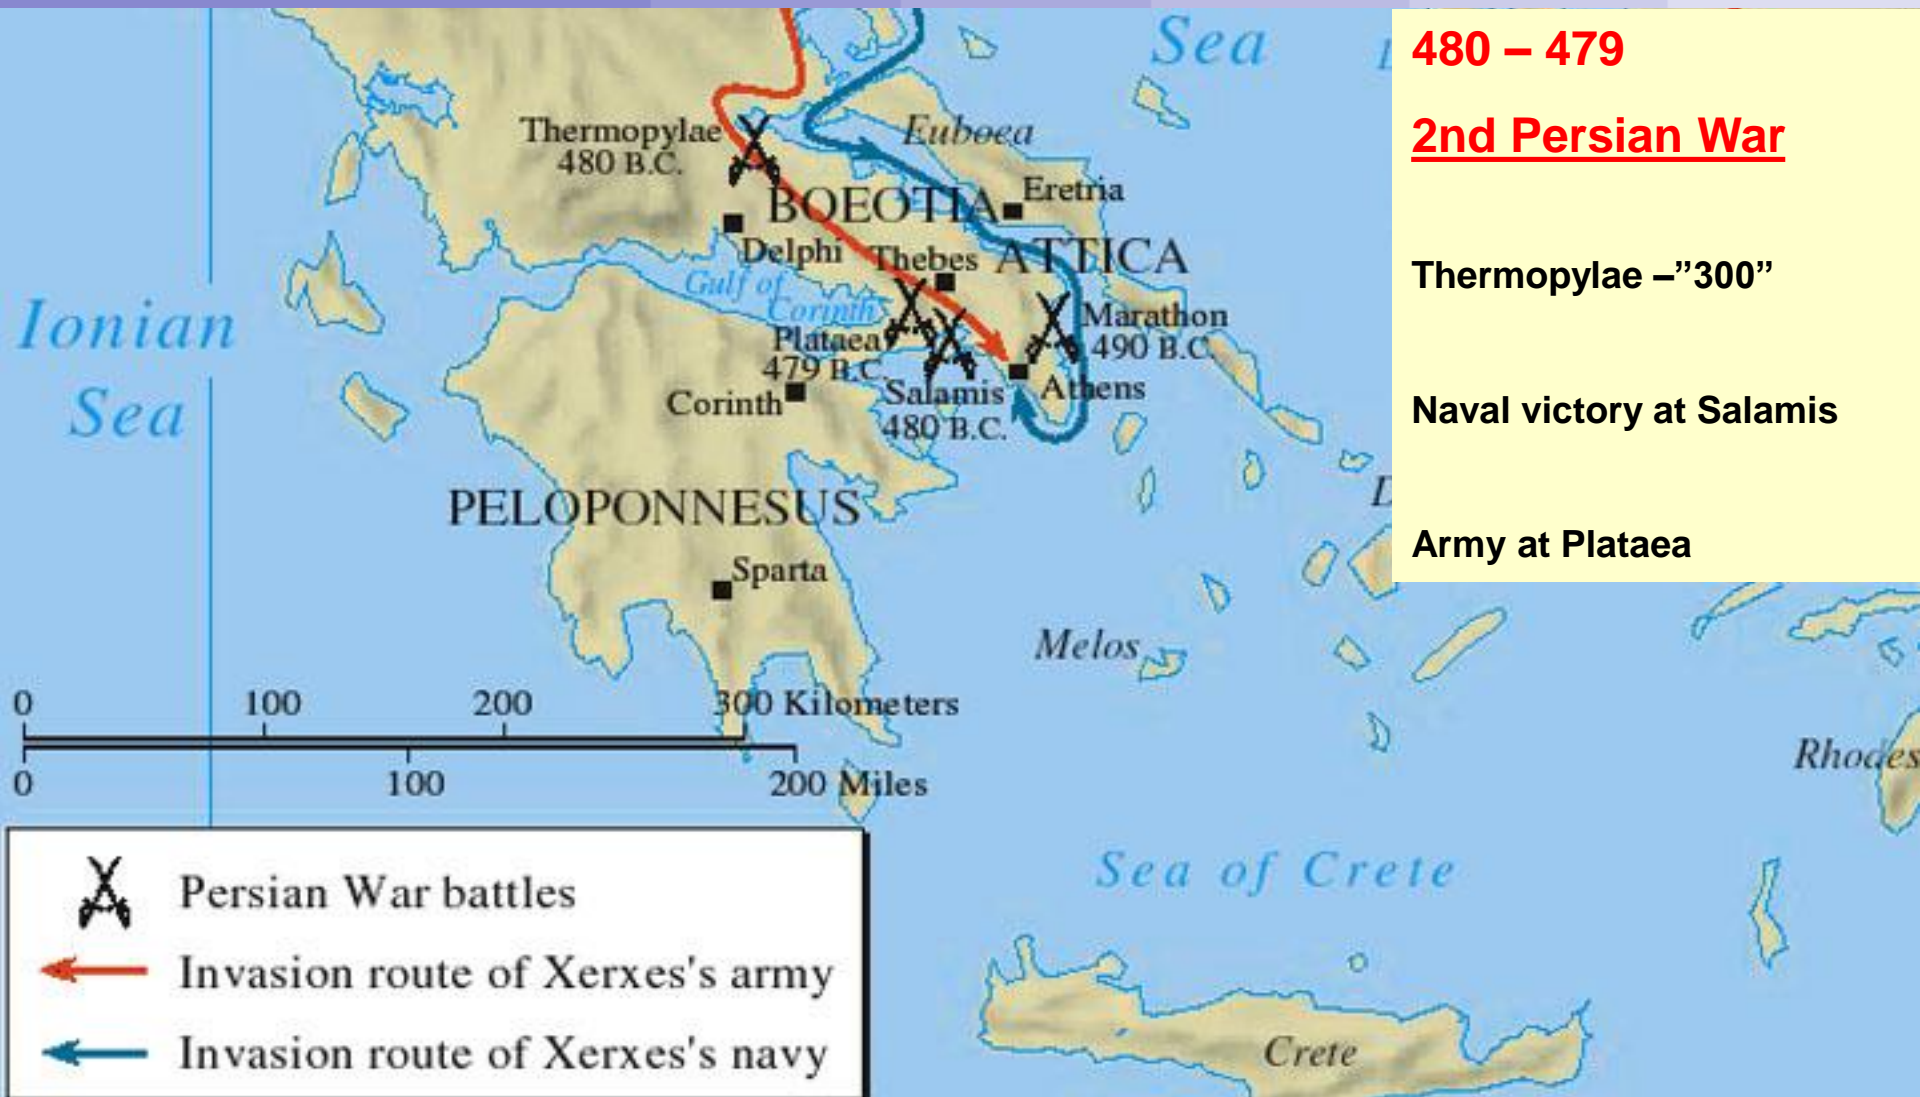 Sea
480 – 479
2nd Persian War
Thermopylae –”300”
Naval victory at Salamis
Army at Plataea
Thermopylae
480 B.C.
Euboea
BOEOTIA
Eretria
Delphi
Thebes
ATTICA
Gulf of
Corinth
Ionian
Sea
Plataea
479 B.C.
Marathon
490 B.C.
Corinth
Salamis
480 B.C.
Athens
PELOPONNESUS
Sparta
Melos
Rhodes
0 100 200 300 Kilometers
0 100 200 Miles
Sea of Crete
Crete
Persian War battles
Invasion route of Xerxes's army
Invasion route of Xerxes's navy